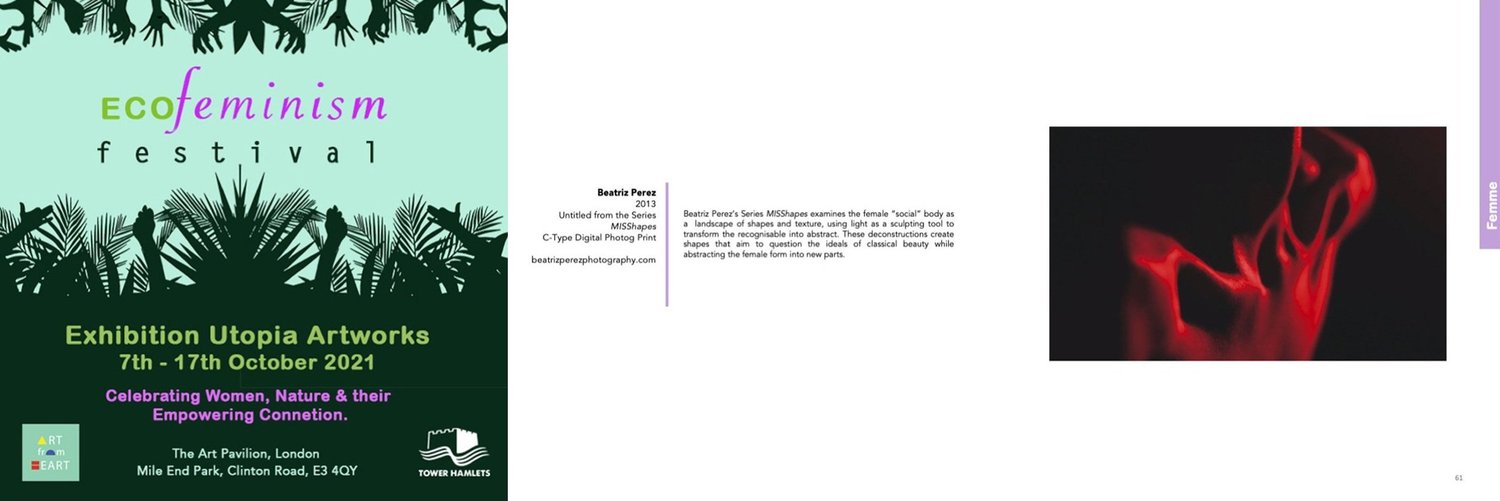 ECOfeminism
festival
Exhibition Utopia Artworks
7th - 17th October 2021
Celebrating Women, Nature & their
Empowering Connetion.
ART
from
HEART
The Art Pavilion, London
Mile End Park, Clinton Road, E3 4QY
TOWER HAMLETS
Beatriz Perez
2013
Untitled from the Series
MISShapes
C-Type Digital Photog Print
beatrizperezphotography.com
Beatriz Perez's Series MISShapes examines the female "social" body as
a landscape of shapes and texture, using light as a sculpting tool to
transform the recognisable into abstract. These deconstructions create
shapes that aim to question the ideals of classical beauty while
abstracting the female form into new parts.
Femme
61